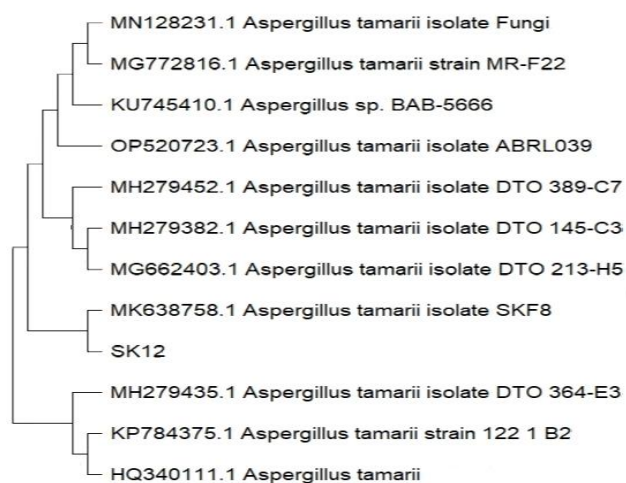 MN128231.1 Aspergillus tamarii isolate Fungi
MG772816.1 Aspergillus tamarii strain MR-F22
KU745410.1 Aspergillus sp. BAB-5666
OP520723.1 Aspergillus tamarii isolate ABRL039
MH279452.1 Aspergillus tamarii isolate DTO 389-C7
MH279382.1 Aspergillus tamarii isolate DTO 145-C3
MG662403.1 Aspergillus tamarii isolate DTO 213-H5
MK638758.1 Aspergillus tamarii isolate SKF8
SK12
MH279435.1 Aspergillus tamarii isolate DTO 364-E3
KP784375.1 Aspergillus tamarii strain 122 1 B2
HQ340111.1 Aspergillus tamarii